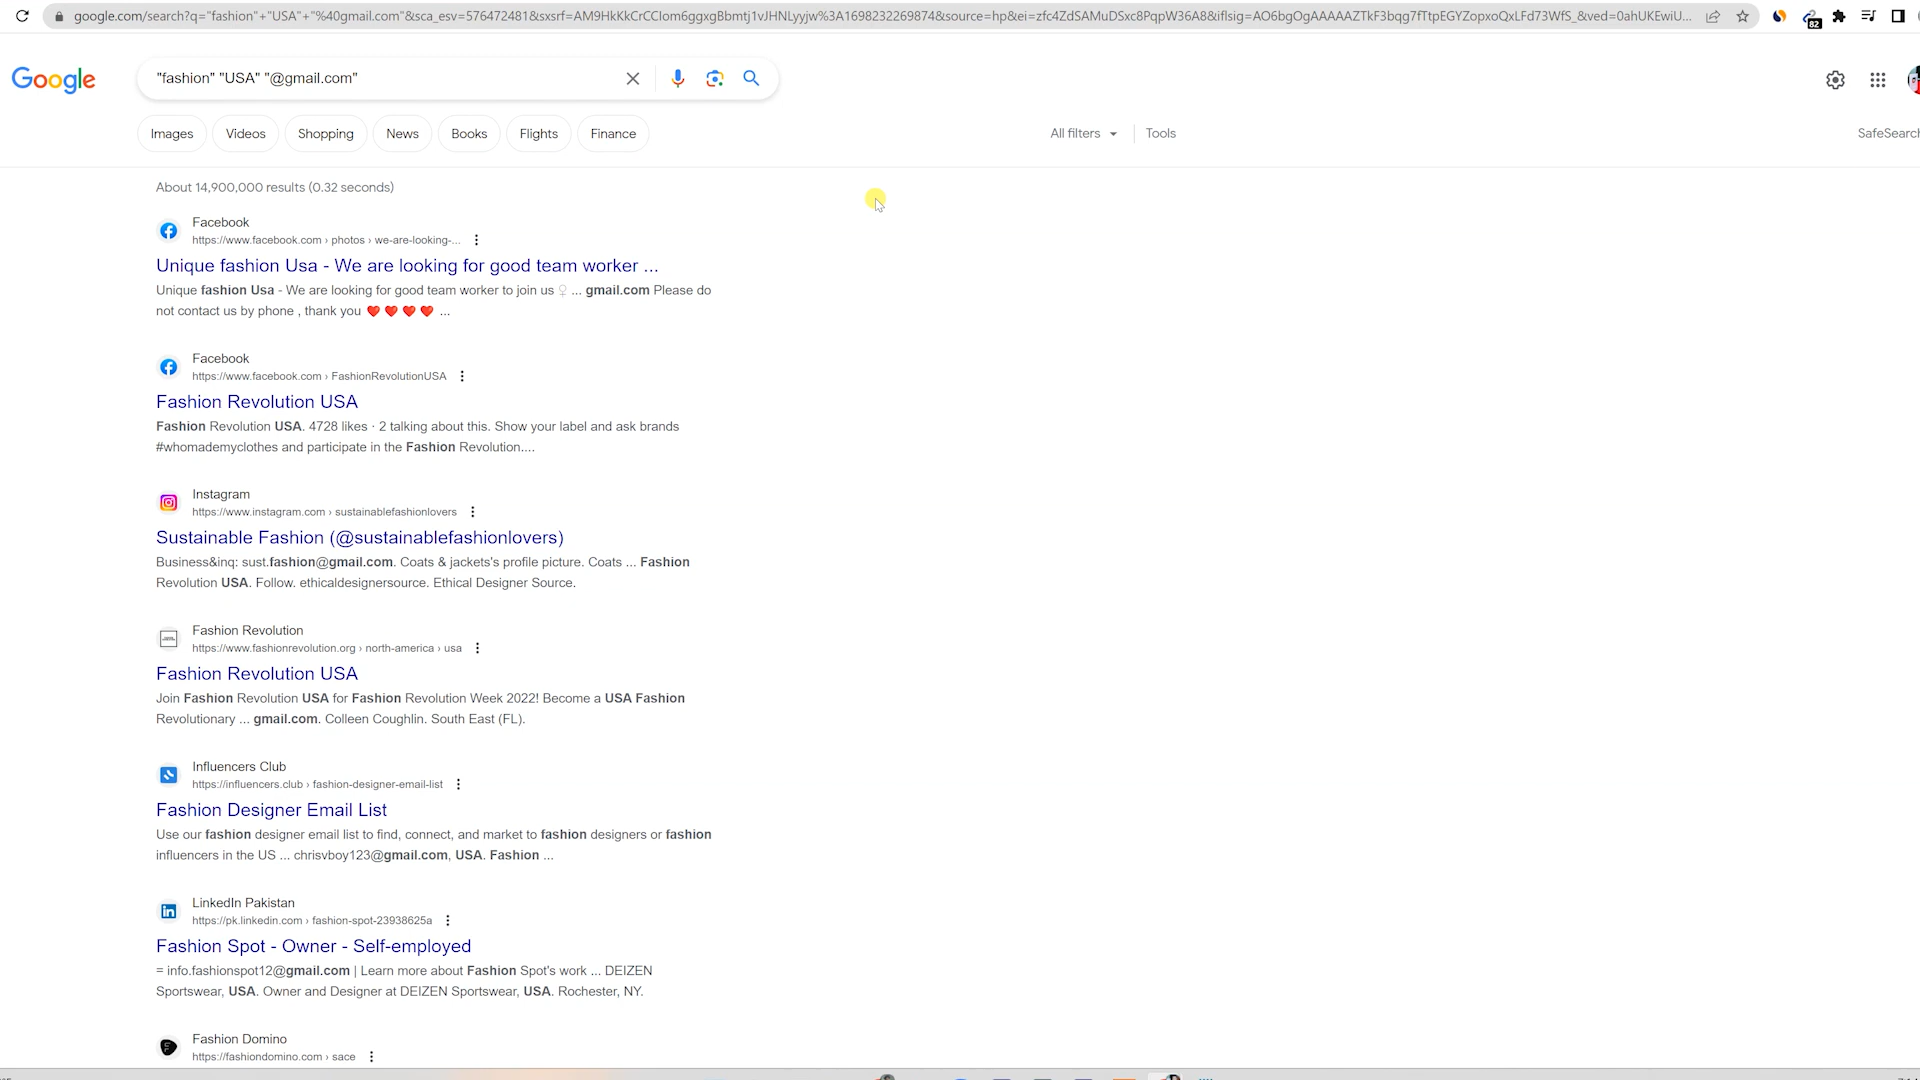 google.com/search?q="fashion"+"USA"+"%40gmail.com"&sca_esv=576472481&sxsrf=AM9HkKkCrCCIom6ggxgBbmtj1vJHNLyyjw%3A1698232269874&source=hp&ei=zfc4ZdSAMuDSxc8PqpW36A8&iflsig=AO6bgOgAAAAAZTkF3bqg7fTtpEGYZopxoQxLFd73WfS_&ved=0ahUKEwiU...
82
Google
"fashion" "USA" "@gmail.com"
Images Videos Shopping News Books Flights Finance All filters Tools SafeSearch
About 14,900,000 results (0.32 seconds)
Facebook
https://www.facebook.com › photos › we-are-looking-...
Unique fashion Usa - We are looking for good team worker ...
Unique fashion Usa - We are looking for good team worker to join us ♀ ... gmail.com Please do
not contact us by phone , thank you ❤️ ❤️ ❤️ ❤️ ...
Facebook
https://www.facebook.com › FashionRevolutionUSA
Fashion Revolution USA
Fashion Revolution USA. 4728 likes · 2 talking about this. Show your label and ask brands
#whomademyclothes and participate in the Fashion Revolution....
Instagram
https://www.instagram.com › sustainablefashionlovers
Sustainable Fashion (@sustainablefashionlovers)
Business&inq: sust.fashion@gmail.com. Coats & jackets's profile picture. Coats ... Fashion
Revolution USA. Follow. ethicaldesignersource. Ethical Designer Source.
Fashion Revolution
https://www.fashionrevolution.org › north-america › usa
Fashion Revolution USA
Join Fashion Revolution USA for Fashion Revolution Week 2022! Become a USA Fashion
Revolutionary ... gmail.com. Colleen Coughlin. South East (FL).
Influencers Club
https://influencers.club › fashion-designer-email-list
Fashion Designer Email List
Use our fashion designer email list to find, connect, and market to fashion designers or fashion
influencers in the US ... chrisvboy123@gmail.com, USA. Fashion ...
LinkedIn Pakistan
https://pk.linkedin.com › fashion-spot-23938625a
Fashion Spot - Owner - Self-employed
= info.fashionspot12@gmail.com | Learn more about Fashion Spot's work ... DEIZEN
Sportswear, USA. Owner and Designer at DEIZEN Sportswear, USA. Rochester, NY.
Fashion Domino
https://fashiondomino.com › sace